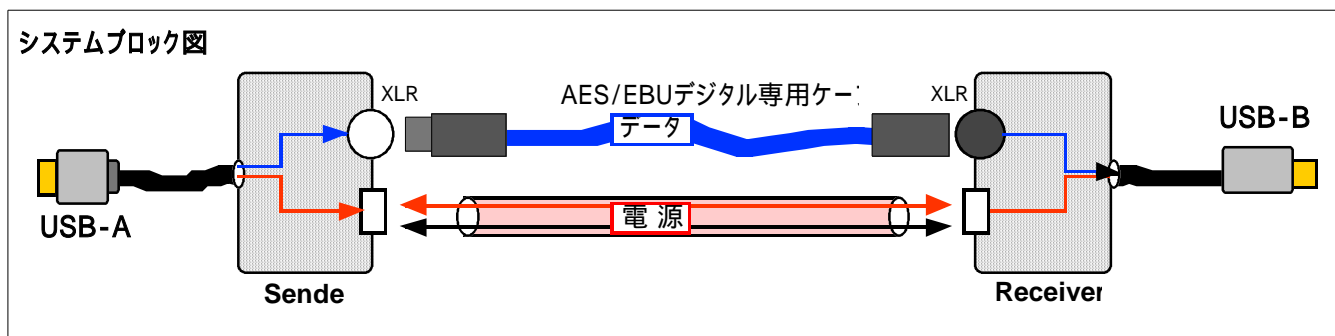 システムブロック図
XLR
AES/EBUデジタル専用ケー
XLR
データ
USB-B
USB-A
電 源
Sende
Receiver